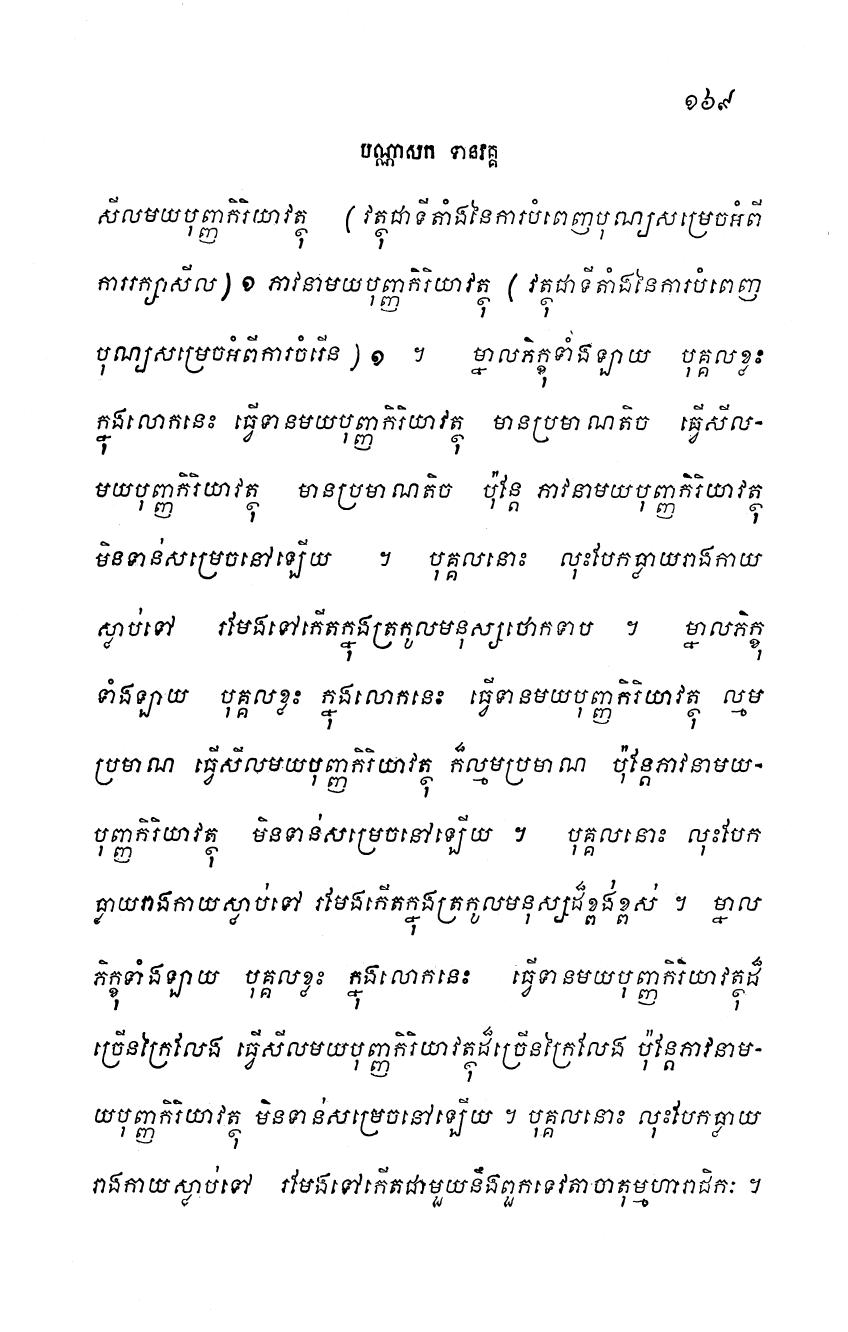 ១៦៩
បណ្ណាសក ទានវគ្គ
សីលមយបុញ្ញកិរិយាវត្ថុ (វត្ថុជាទីតាំងនៃការបំពេញបុណ្យសម្រេចអំពី
ការរក្សាសីល) ១ ភាវនាមយបុញ្ញកិរិយាវត្ថុ (វត្ថុជាទីតាំងនៃការបំពេញ
បុណ្យសម្រេចអំពីការចំរើន) ១ ។ ម្នាលភិក្ខុទាំងឡាយ បុគ្គលខ្លះ
ក្នុងលោកនេះ ធ្វើទានមយបុញ្ញកិរិយាវត្ថុ មានប្រមាណតិច ធ្វើសីល-
មយបុញ្ញកិរិយាវត្ថុ មានប្រមាណតិច ប៉ុន្តែ ភាវនាមយបុញ្ញកិរិយាវត្ថុ
មិនទាន់សម្រេចនៅឡើយ ។ បុគ្គលនោះ លុះបែកធ្លាយរាងកាយ
ស្លាប់ទៅ រមែងទៅកើតក្នុងត្រកូលមនុស្សថោកទាប ។ ម្នាលភិក្ខុ
ទាំងឡាយ បុគ្គលខ្លះ ក្នុងលោកនេះ ធ្វើទានមយបុញ្ញកិរិយាវត្ថុ ល្មម
ប្រមាណ ធ្វើសីលមយបុញ្ញកិរិយាវត្ថុ ក៏ល្មមប្រមាណ ប៉ុន្តែភាវនាមយ-
បុញ្ញកិរិយាវត្ថុ មិនទាន់សម្រេចនៅឡើយ ។ បុគ្គលនោះ លុះបែក
ធ្លាយរាងកាយស្លាប់ទៅ រមែងកើតក្នុងត្រកូលមនុស្សដ៏ខ្ពង់ខ្ពស់ ។ ម្នាល
ភិក្ខុទាំងឡាយ បុគ្គលខ្លះ ក្នុងលោកនេះ ធ្វើទានមយបុញ្ញកិរិយាវត្ថុដ៏
ច្រើនក្រៃលែង ធ្វើសីលមយបុញ្ញកិរិយាវត្ថុដ៏ច្រើនក្រៃលែង ប៉ុន្តែភាវនាម-
យបុញ្ញកិរិយាវត្ថុ មិនទាន់សម្រេចនៅឡើយ ។ បុគ្គលនោះ លុះបែកធ្លាយ
រាងកាយស្លាប់ទៅ រមែងទៅកើតជាមួយនឹងពួកទេវតាចាតុម្មហារាជិកៈ ។